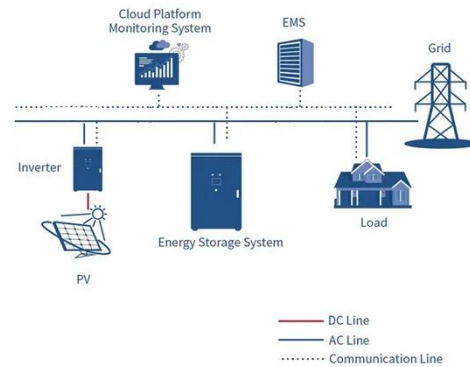 Cloud Platform
Monitoring System
EMS
Grid
Inverter
PV
Energy Storage System
Load
DC Line
AC Line
Communication Line